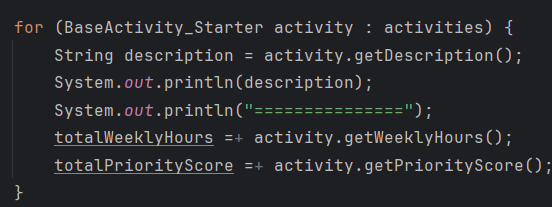 for (BaseActivity_Starter activity : activities) {
    String description = activity.getDescription();
    System.out.println(description);
    System.out.println("===============");
    totalWeeklyHours =+ activity.getWeeklyHours();
    totalPriorityScore =+ activity.getPriorityScore();
}